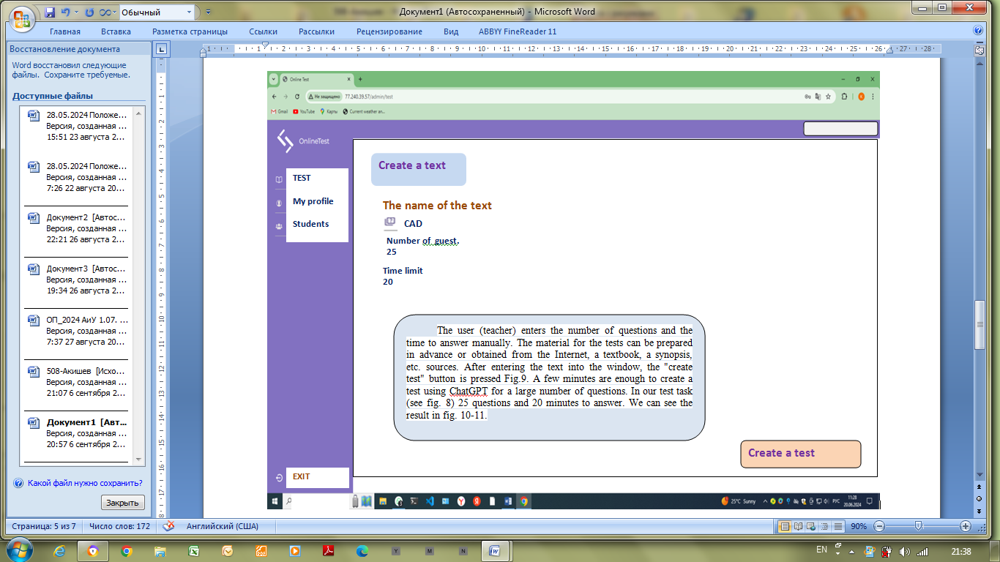 Обычный
Документ1 (Автосохраненный) - Microsoft Word
Главная Вставка Разметка страницы Ссылки Рассылки Рецензирование Вид ABBYY FineReader 11
Восстановление документа
Word восстановил следующие
файлы. Сохраните требуемые.
Доступные файлы
28.05.2024 Положе...
Версия, созданная ...
15:51 23 августа 2...
28.05.2024 Положе...
Версия, созданная ...
7:26 22 августа 20...
Документ2 [Автос...
Версия, созданная ...
22:21 26 августа 2...
Документ3 [Автос...
Версия, созданная ...
19:34 26 августа 2...
ОП_2024 АиУ 1.07. ...
Версия, созданная ...
7:37 27 августа 20...
508-Акишев [Исхо...
Версия, созданная ...
21:07 6 сентября 2...
Документ1 [Авт...
Версия, созданная ...
20:57 6 сентября 2...
Какой файл нужно сохранить?
Закрыть
Online Test
Не защищено 77.240.39.57/admin/test
Gmail YouTube Карты Current weather an...
OnlineTest
TEST
My profile
Students
EXIT
Create a text
The name of the text
CAD
Number of guest.
25
Time limit
20
The user (teacher) enters the number of questions and the
time to answer manually. The material for the tests can be prepared
in advance or obtained from the Internet, a textbook, a synopsis,
etc. sources. After entering the text into the window, the "create
test" button is pressed Fig.9. A few minutes are enough to create a
test using ChatGPT for a large number of questions. In our test task
(see fig. 8) 25 questions and 20 minutes to answer. We can see the
result in fig. 10-11.
Create a test
25°C Sunny
РУС
11:28
20.06.2024
Страница: 5 из 7 Число слов: 172 Английский (США) 90%
EN 21:38